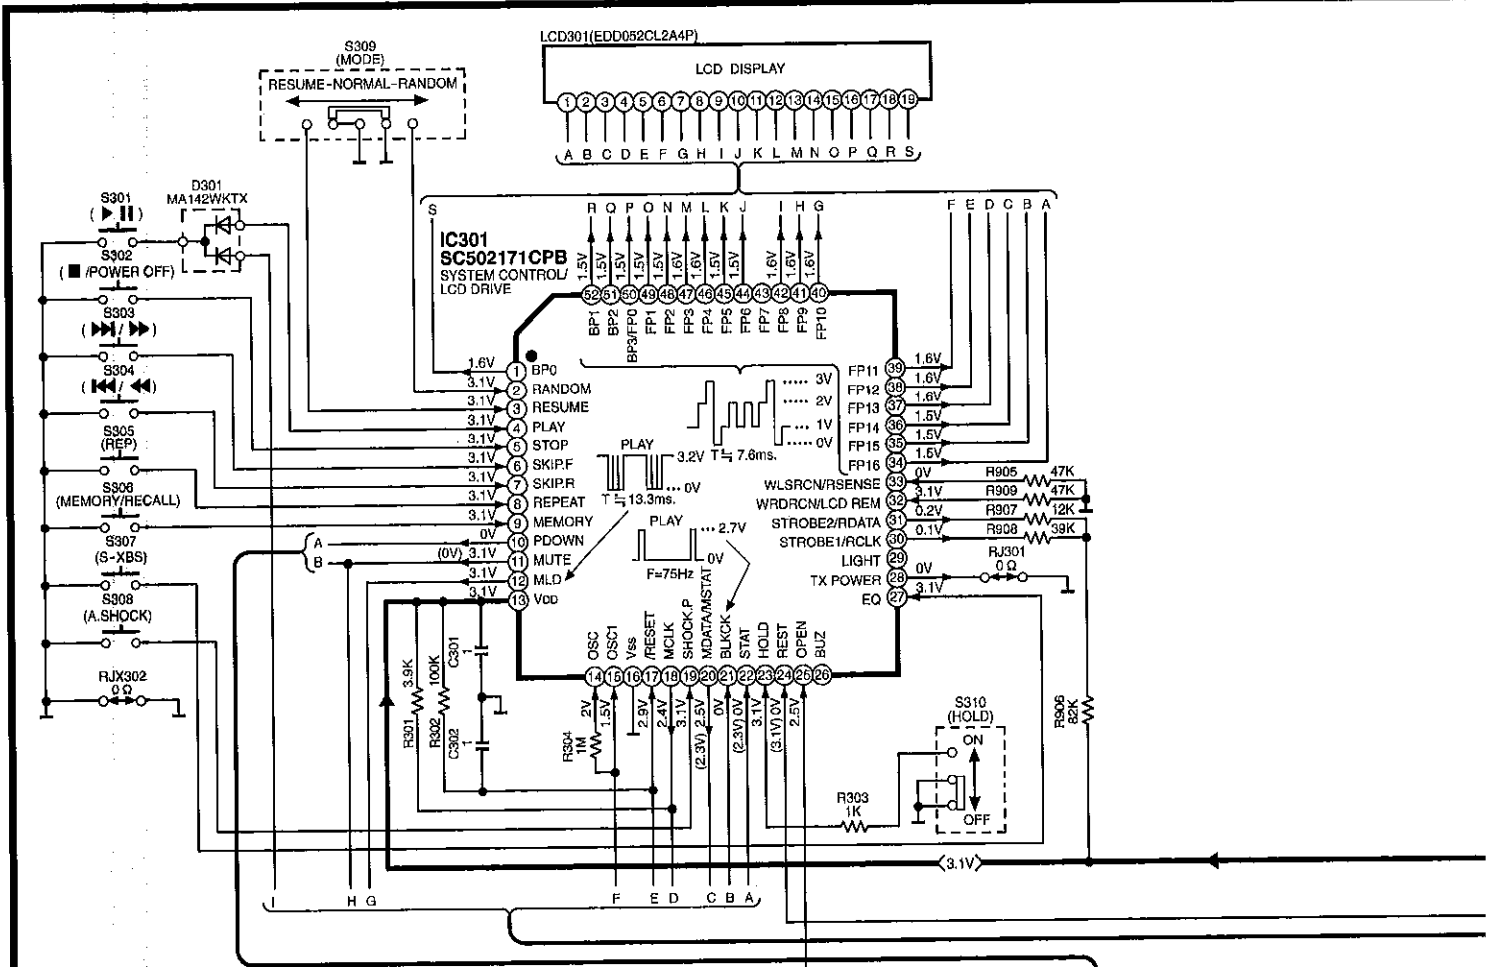 LCD301(EDD052CL2A4P)
LCD DISPLAY
1 2 3 4 5 6 7 8 9 10 11 12 13 14 15 16 17 18 19
A B C D E F G H I J K L M N O P Q R S
S309
(MODE)
RESUME-NORMAL-RANDOM
D301
MA142WKTX
S301
( ▶ ❚❚ )
S302
( ■ /POWER OFF)
S303
( ▶▶| / ▶▶ )
S304
( |◀◀ / ◀◀ )
S305
(REP)
S306
(MEMORY/RECALL)
S307
(S-XBS)
S308
(A.SHOCK)
RJX302
0 Ω
S
R Q P O N M L K J I H G
F E D C B A
IC301
SC502171CPB
SYSTEM CONTROL/
LCD DRIVE
1.5V 1.5V 1.5V 1.5V 1.5V 1.6V 1.6V 1.5V 1.5V 1.6V 1.6V 1.6V
52 51 50 49 48 47 46 45 44 43 42 41 40
BP1 BP2 BP3/FP0 FP1 FP2 FP3 FP4 FP5 FP6 FP7 FP8 FP9 FP10
1.6V 1 BP0
3.1V 2 RANDOM
3.1V 3 RESUME
3.1V 4 PLAY
3.1V 5 STOP
3.1V 6 SKIP.F
3.1V 7 SKIP.R
3.1V 8 REPEAT
3.1V 9 MEMORY
A 0V 10 PDOWN
B (0V) 3.1V 11 MUTE
3.1V 12 MLD
3.1V 13 VDD
3V
2V
1V
0V
T≒7.6ms.
PLAY
3.2V
0V
T≒13.3ms.
PLAY
2.7V
0V
F=75Hz
FP11 39 1.6V
FP12 38 1.6V
FP13 37 1.6V
FP14 36 1.5V
FP15 35 1.5V
FP16 34 1.5V
WLSRCN/RSENSE 33 0V R905 47K
WRDRCN/LCD REM 32 3.1V R909 47K
STROBE2/RDATA 31 0.2V R907 12K
STROBE1/RCLK 30 0.1V R908 39K
LIGHT 29
TX POWER 28 0V RJ301
0 Ω
EQ 27 3.1V
OSC OSC1 Vss /RESET MCLK SHOCK.P MDATA/MSTAT BLKCK STAT HOLD REST OPEN BUZ
14 15 16 17 18 19 20 21 22 23 24 25 26
2V 1.5V 2.9V 2.4V 3.1V (2.3V) 2.5V 0V (2.3V) 0V 3.1V (3.1V) 0V 2.5V
R301 3.9K
R302 100K
C301 1
C302 1
R304
1M
R906
82K
S310
(HOLD)
ON
OFF
R303
1K
(3.1V)
I H G F E D C B A